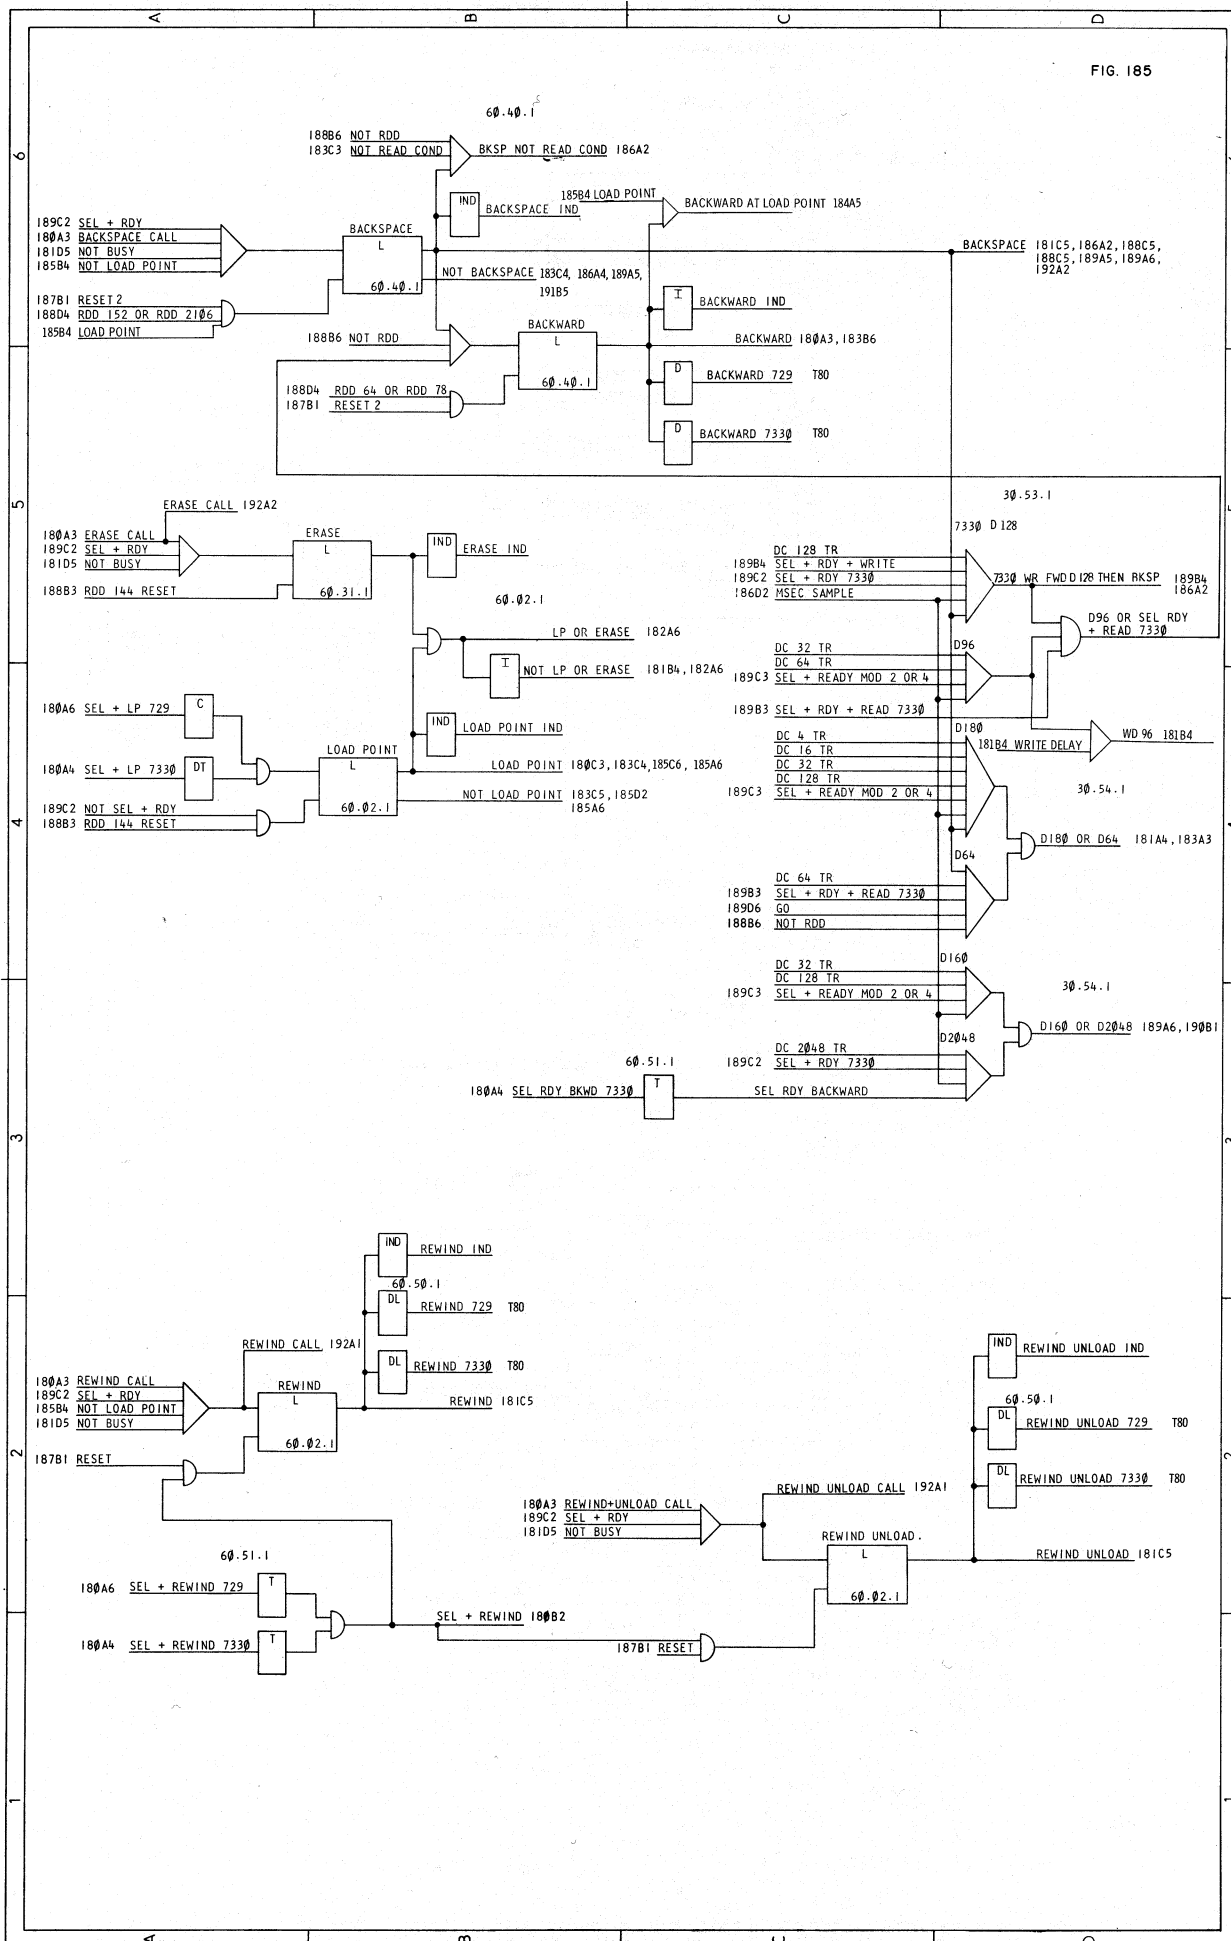 A B C D
FIG. 185
6
60.40.1
188B6 NOT RDD
183C3 NOT READ COND
BKSP NOT READ COND 186A2
IND
BACKSPACE IND
185B4 LOAD POINT
BACKWARD AT LOAD POINT 184A5
189C2 SEL + RDY
180A3 BACKSPACE CALL
181D5 NOT BUSY
185B4 NOT LOAD POINT
BACKSPACE
L
60.40.1
BACKSPACE 181C5, 186A2, 188C5,
188C5, 189A5, 189A6,
192A2
NOT BACKSPACE 183C4, 186A4, 189A5,
191B5
187B1 RESET 2
188D4 RDD 152 OR RDD 2106
185B4 LOAD POINT
I
BACKWARD IND
188B6 NOT RDD
BACKWARD
L
60.40.1
BACKWARD 180A3, 183B6
D
BACKWARD 729 T80
188D4 RDD 64 OR RDD 78
187B1 RESET 2
D
BACKWARD 7330 T80
5
ERASE CALL 192A2
180A3 ERASE CALL
189C2 SEL + RDY
181D5 NOT BUSY
188B3 RDD 144 RESET
ERASE
L
60.31.1
IND
ERASE IND
60.02.1
LP OR ERASE 182A6
I
NOT LP OR ERASE 181B4, 182A6
30.53.1
7330 D128
DC 128 TR
189B4 SEL + RDY + WRITE
189C2 SEL + RDY 7330
186D2 MSEC SAMPLE
7330 WR FWD D128 THEN BKSP 189B4
186A2
D96 OR SEL RDY
+ READ 7330
D96
DC 32 TR
DC 64 TR
189C3 SEL + READY MOD 2 OR 4
189B3 SEL + RDY + READ 7330
180A6 SEL + LP 729
C
IND
LOAD POINT IND
180A4 SEL + LP 7330
DT
LOAD POINT
L
60.02.1
LOAD POINT 180C3, 183C4, 185C6, 185A6
NOT LOAD POINT 183C5, 185D2
185A6
189C2 NOT SEL + RDY
188B3 RDD 144 RESET
4
D180
181B4 WRITE DELAY
WD 96 181B4
DC 4 TR
DC 16 TR
DC 32 TR
DC 128 TR
189C3 SEL + READY MOD 2 OR 4
30.54.1
D180 OR D64 181A4, 183A3
D64
DC 64 TR
189B3 SEL + RDY + READ 7330
189D6 GO
188B6 NOT RDD
D160
DC 32 TR
DC 128 TR
189C3 SEL + READY MOD 2 OR 4
30.54.1
D160 OR D2048 189A6, 190B1
D2048
DC 2048 TR
189C2 SEL + RDY 7330
60.51.1
180A4 SEL RDY BKWD 7330
T
SEL RDY BACKWARD
3
IND
REWIND IND
60.50.1
DL
REWIND 729 T80
DL
REWIND 7330 T80
REWIND CALL 192A1
180A3 REWIND CALL
189C2 SEL + RDY
185B4 NOT LOAD POINT
181D5 NOT BUSY
REWIND
L
60.02.1
REWIND 181C5
187B1 RESET
2
IND
REWIND UNLOAD IND
60.50.1
DL
REWIND UNLOAD 729 T80
DL
REWIND UNLOAD 7330 T80
REWIND UNLOAD CALL 192A1
180A3 REWIND+UNLOAD CALL
189C2 SEL + RDY
181D5 NOT BUSY
REWIND UNLOAD.
L
60.02.1
REWIND UNLOAD 181C5
60.51.1
180A6 SEL + REWIND 729
T
SEL + REWIND 180B2
180A4 SEL + REWIND 7330
T
187B1 RESET
1
1